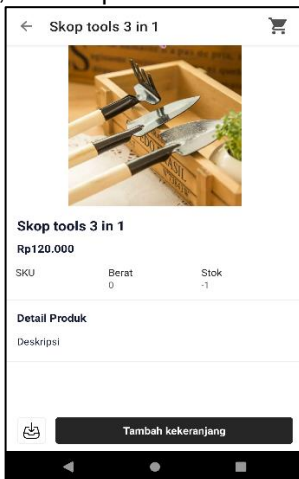 Skop tools 3 in 1
Skop tools 3 in 1
Rp120.000
SKU Berat Stok
0 -1
Detail Produk
Deskripsi
Tambah kekeranjang